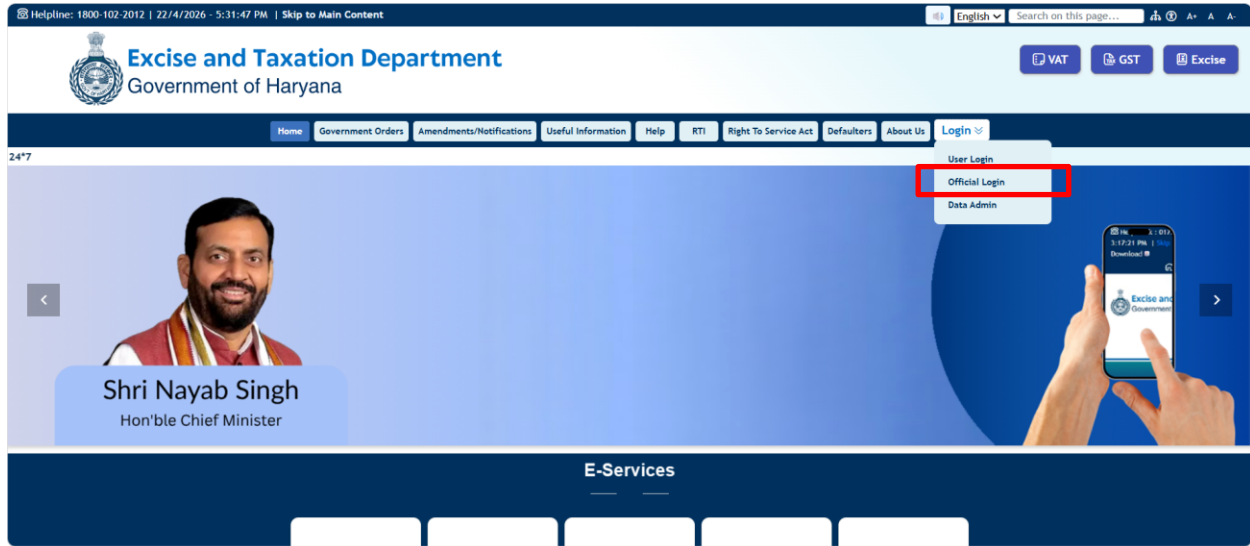 Helpline: 1800-102-2012 | 22/4/2026 - 5:31:47 PM | Skip to Main Content
English
Search on this page...
A+ A A-
Excise and Taxation Department
Government of Haryana
VAT
GST
Excise
Home
Government Orders
Amendments/Notifications
Useful Information
Help
RTI
Right To Service Act
Defaulters
About Us
Login
24*7
User Login
Official Login
Data Admin
3:17:21 PM | Skip
Download
Excise and
Government
Shri Nayab Singh
Hon'ble Chief Minister
E-Services